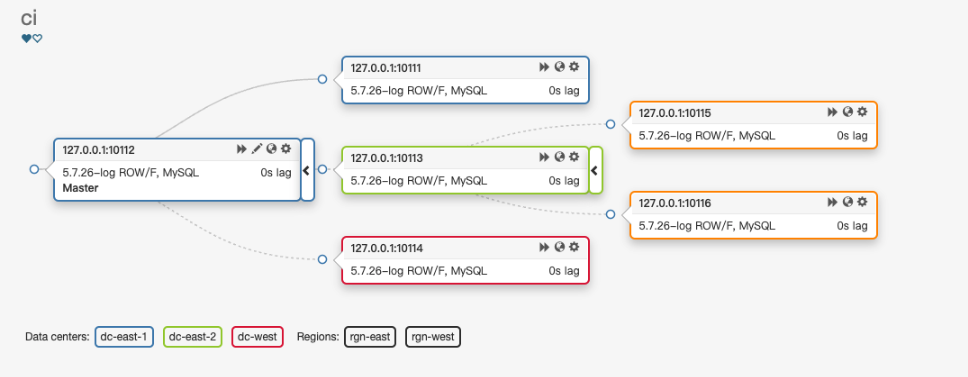 ci
127.0.0.1:10111
5.7.26-log ROW/F, MySQL 0s lag
127.0.0.1:10115
5.7.26-log ROW/F, MySQL 0s lag
127.0.0.1:10112
5.7.26-log ROW/F, MySQL 0s lag
Master
127.0.0.1:10113
5.7.26-log ROW/F, MySQL 0s lag
127.0.0.1:10116
5.7.26-log ROW/F, MySQL 0s lag
127.0.0.1:10114
5.7.26-log ROW/F, MySQL 0s lag
Data centers: dc-east-1 dc-east-2 dc-west Regions: rgn-east rgn-west